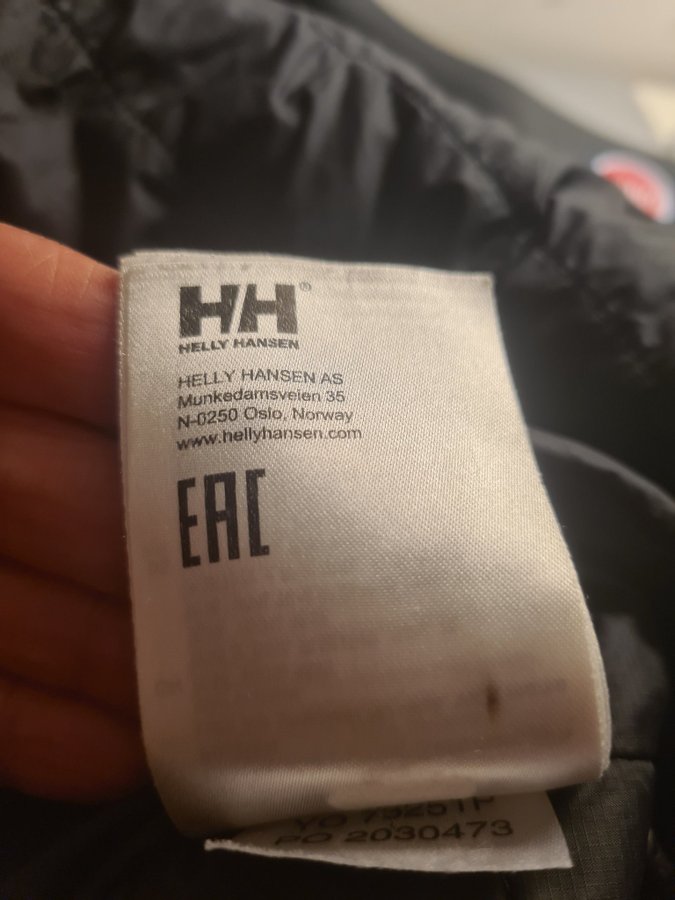 HH®
HELLY HANSEN
HELLY HANSEN AS
Munkedamsveien 35
N-0250 Oslo, Norway
www.hellyhansen.com
EAC
PO 2030473